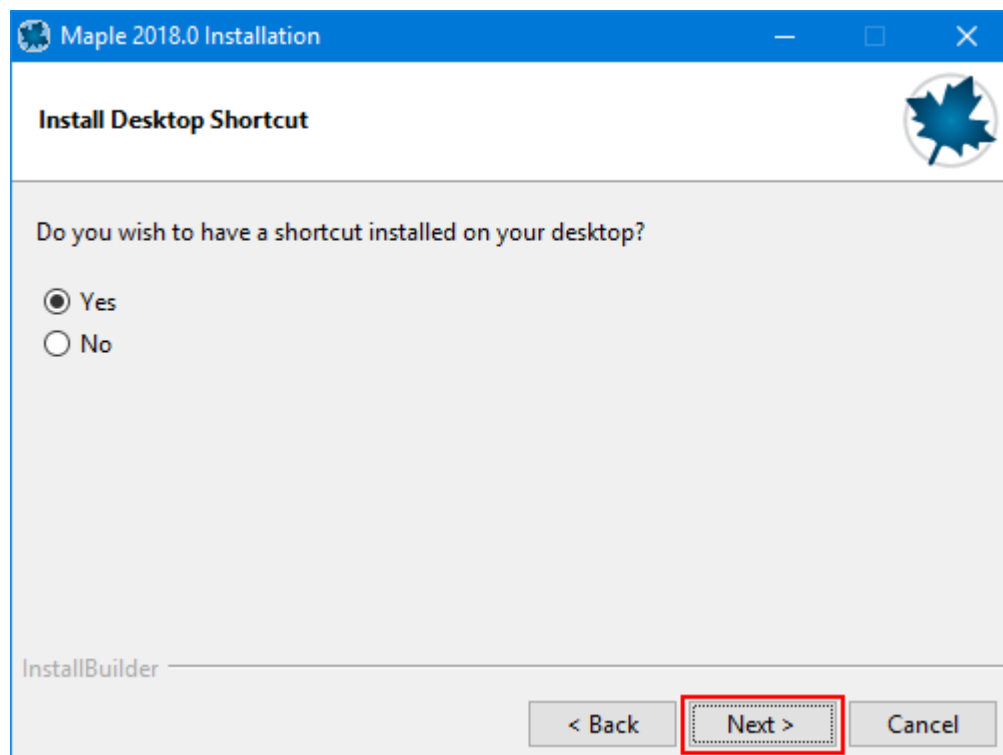 Maple 2018.0 Installation
Install Desktop Shortcut
Do you wish to have a shortcut installed on your desktop?
Yes
No
InstallBuilder
< Back Next > Cancel